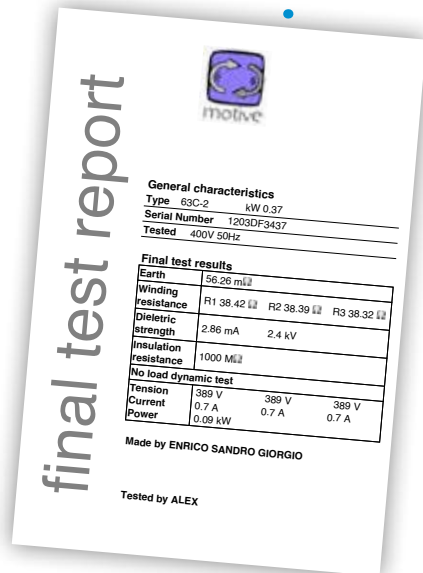 final test report
motive
General characteristics
Type 63C-2 kW 0.37
Serial Number 1203DF3437
Tested 400V 50Hz
Final test results
Earth 56.26 mΩ
Winding resistance R1 38.42 Ω R2 38.39 Ω R3 38.32 Ω
Dieletric strength 2.86 mA 2.4 kV
Insulation resistance 1000 MΩ
No load dynamic test
Tension 389 V 389 V 389 V
Current 0.7 A 0.7 A 0.7 A
Power 0.09 kW
Made by ENRICO SANDRO GIORGIO
Tested by ALEX